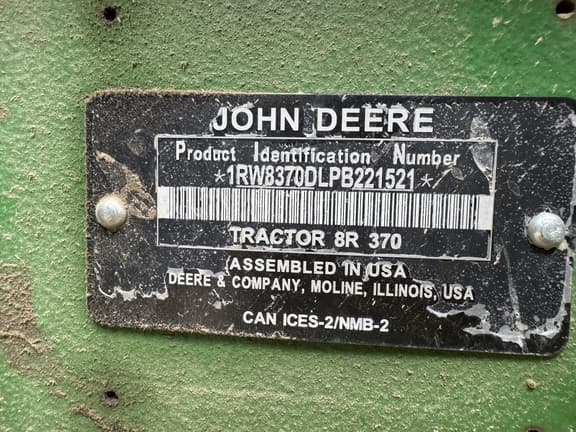 JOHN DEERE
Product Identification Number
*1RW8370DLPB221521*
TRACTOR 8R 370
ASSEMBLED IN USA
DEERE & COMPANY, MOLINE, ILLINOIS, USA
CAN ICES-2/NMB-2